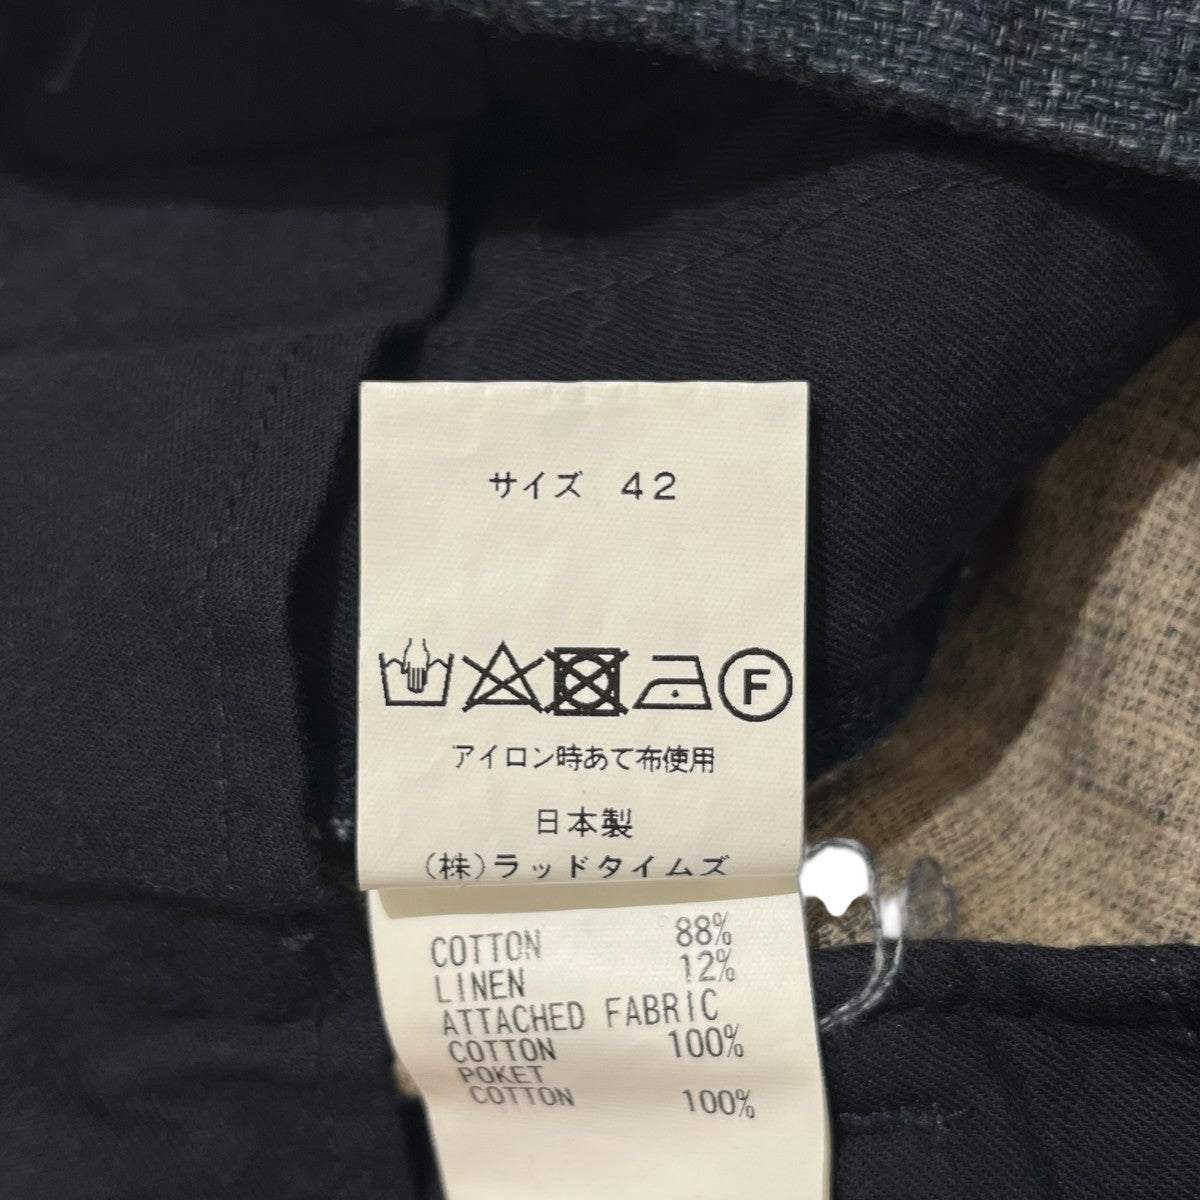 サイズ 42
F
アイロン時あて布使用
日本製
(株)ラッドタイムズ
COTTON 88%
LINEN 12%
ATTACHED FABRIC
COTTON 100%
POKET
COTTON 100%